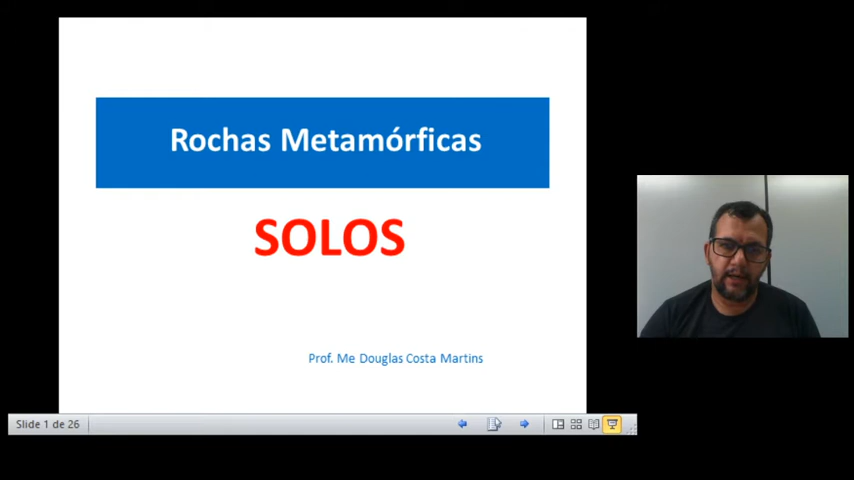 Rochas Metamórficas
SOLOS
Prof. Me Douglas Costa Martins
Slide 1 de 26